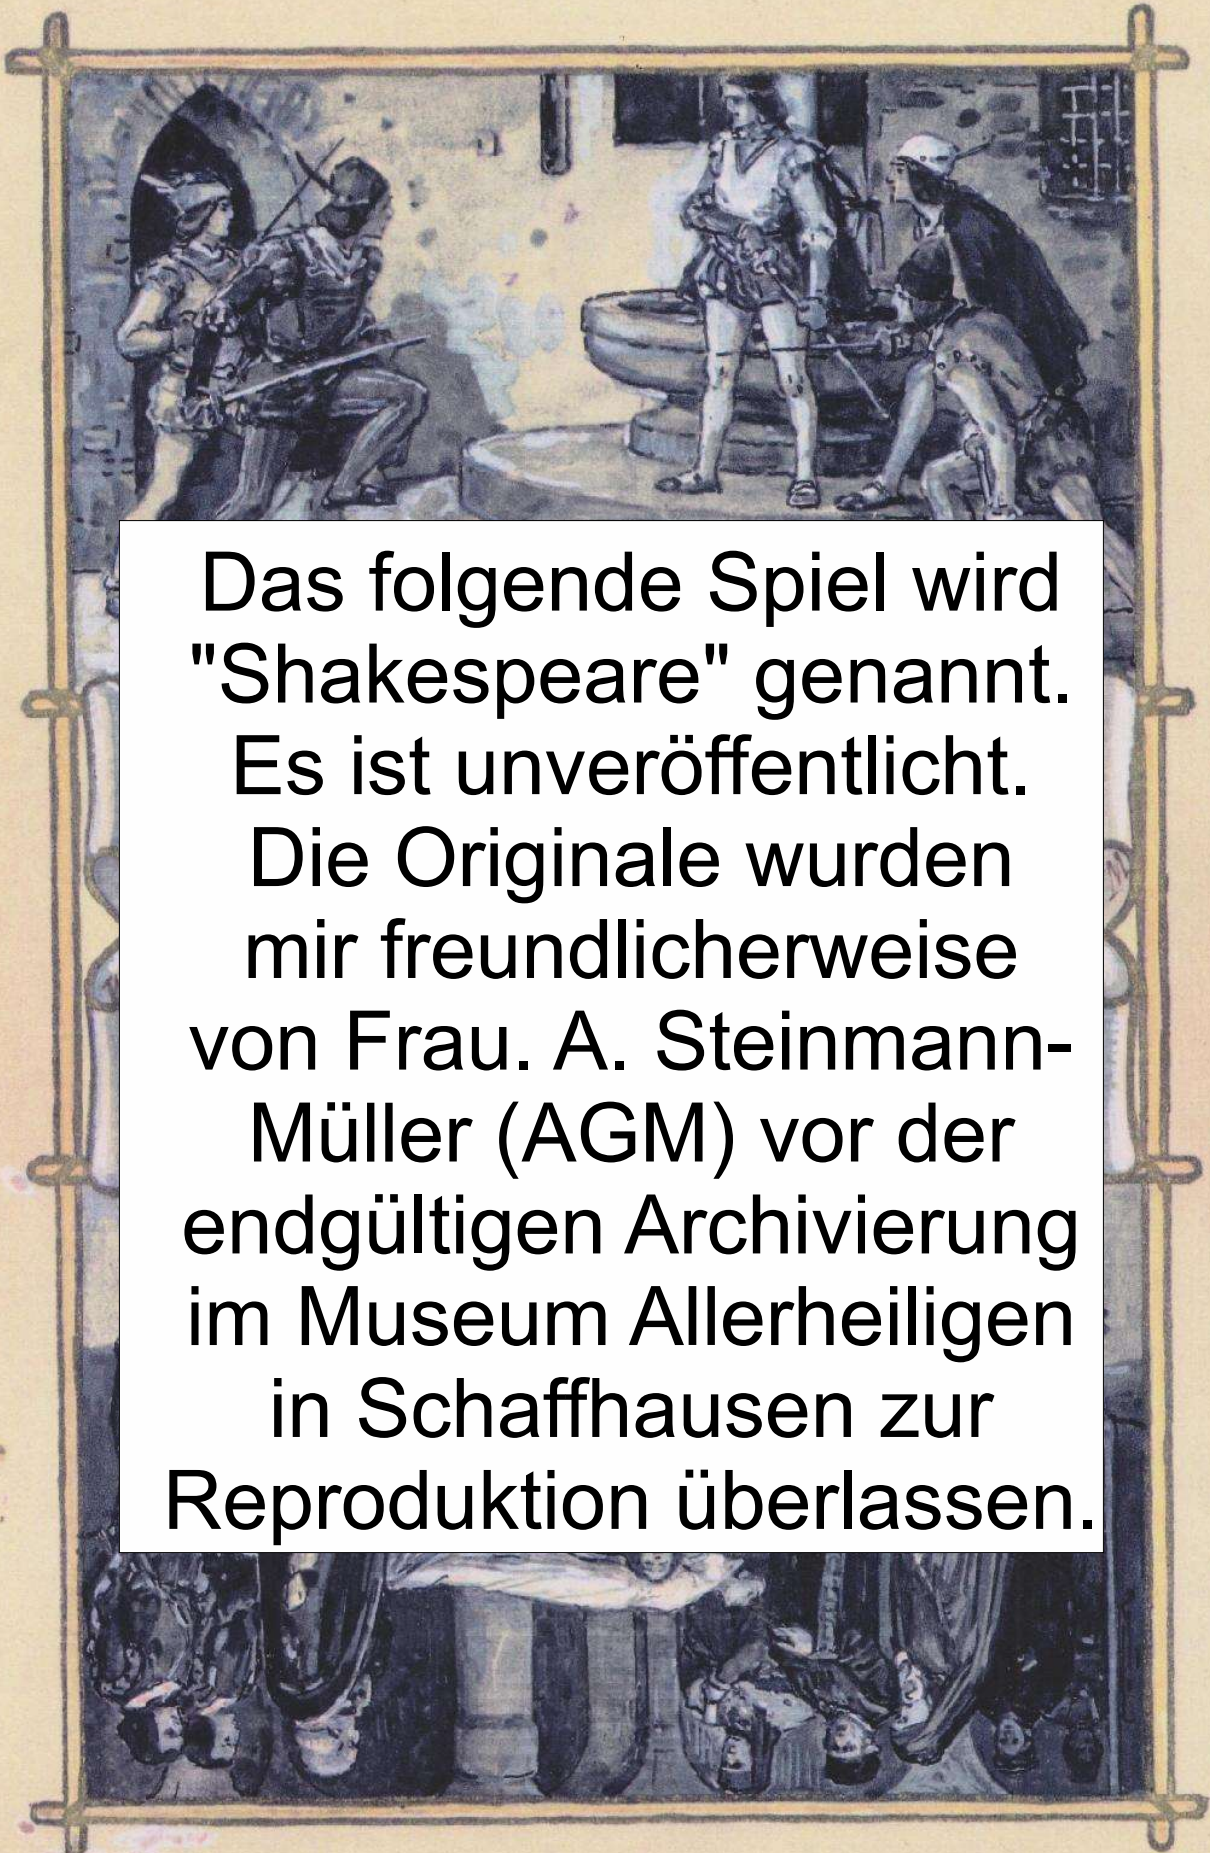 Das folgende Spiel wird
"Shakespeare" genannt.
Es ist unveröffentlicht.
Die Originale wurden
mir freundlicherweise
von Frau. A. Steinmann-
Müller (AGM) vor der
endgültigen Archivierung
im Museum Allerheiligen
in Schaffhausen zur
Reproduktion überlassen.